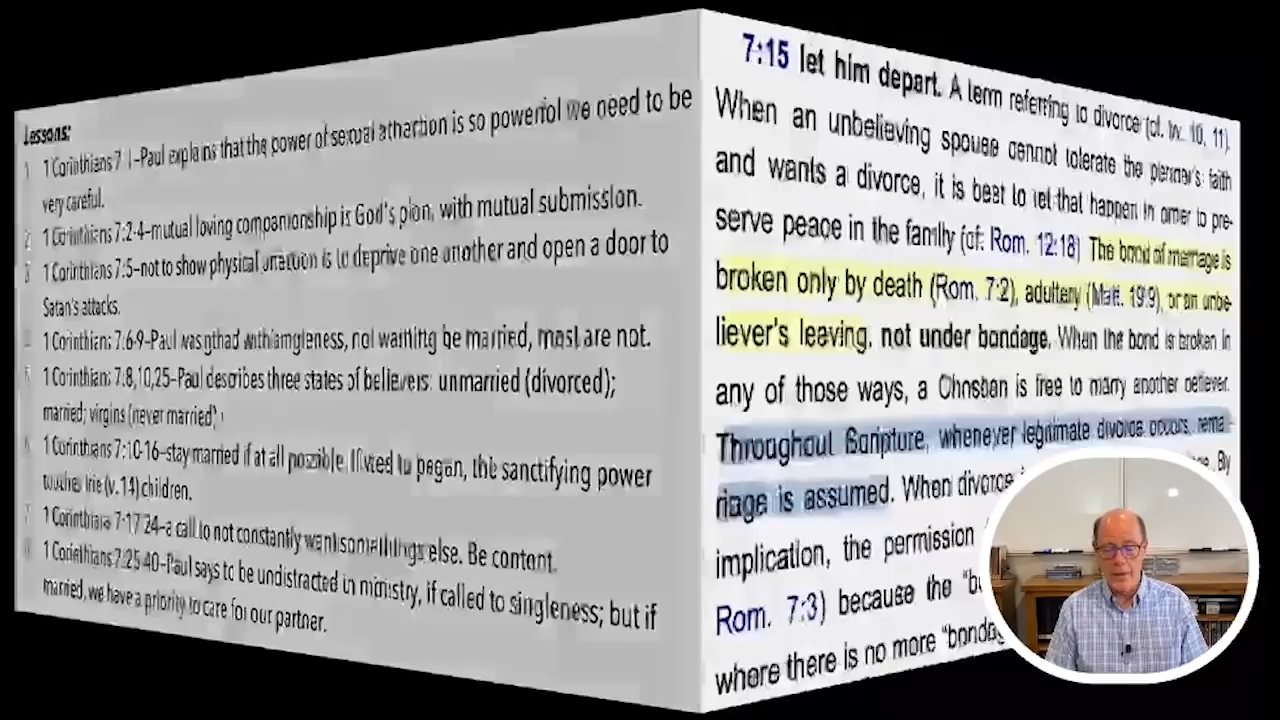 Lessons:
1 1 Corinthians 7 1–Paul explains that the power of sexual attraction is so powerful we need to be
very careful.
2 1 Corinthians 7:2-4–mutual loving companionship is God's plan, with mutual submission.
3 1 Corinthians 7:5–not to show physical is to deprive one another and open a door to
Satan's attacks.
1 Corinthians 7:6-9–Paul was with singleness, not wanting be married, most are not.
1 Corinthians 7:8,10,25–Paul describes three states of believers: unmarried (divorced);
married; virgins (never married)
1 Corinthians 7:10-16–stay married if at all possible. If to pagan, the sanctifying power
touches (v. 14) children.
1 Corinthians 7:17 24–a call to not constantly want something else. Be content.
1 Corinthians 7:25-40–Paul says to be undistracted in ministry, if called to singleness; but if
married, we have a priority to care for our partner.
7:15 let him depart. A term referring to divorce (cf. vv. 10, 11).
When an unbelieving spouse cannot tolerate the partner's faith
and wants a divorce, it is best to let that happen in order to pre-
serve peace in the family (cf. Rom. 12:18) The bond of marriage is
broken only by death (Rom. 7:2), adultery (Matt. 19:9), or an unbe-
liever's leaving. not under bondage. When the bond is broken in
any of those ways, a Christian is free to marry another believer.
Throughout Scripture, whenever legitimate divorce occurs, remar-
riage is assumed. When divorce By
implication, the permission
Rom. 7:3) because the
where there is no more